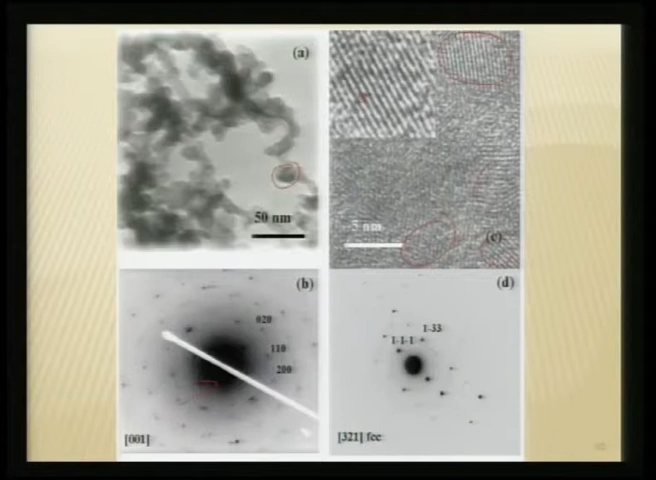 (a)
50 nm
5 nm
(c)
(b)
020
110
200
[001]
(d)
1-33
1-1-1
[321] fcc